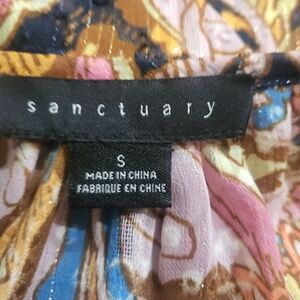 sanctuary
S
MADE IN CHINA
FABRIQUE EN CHINE